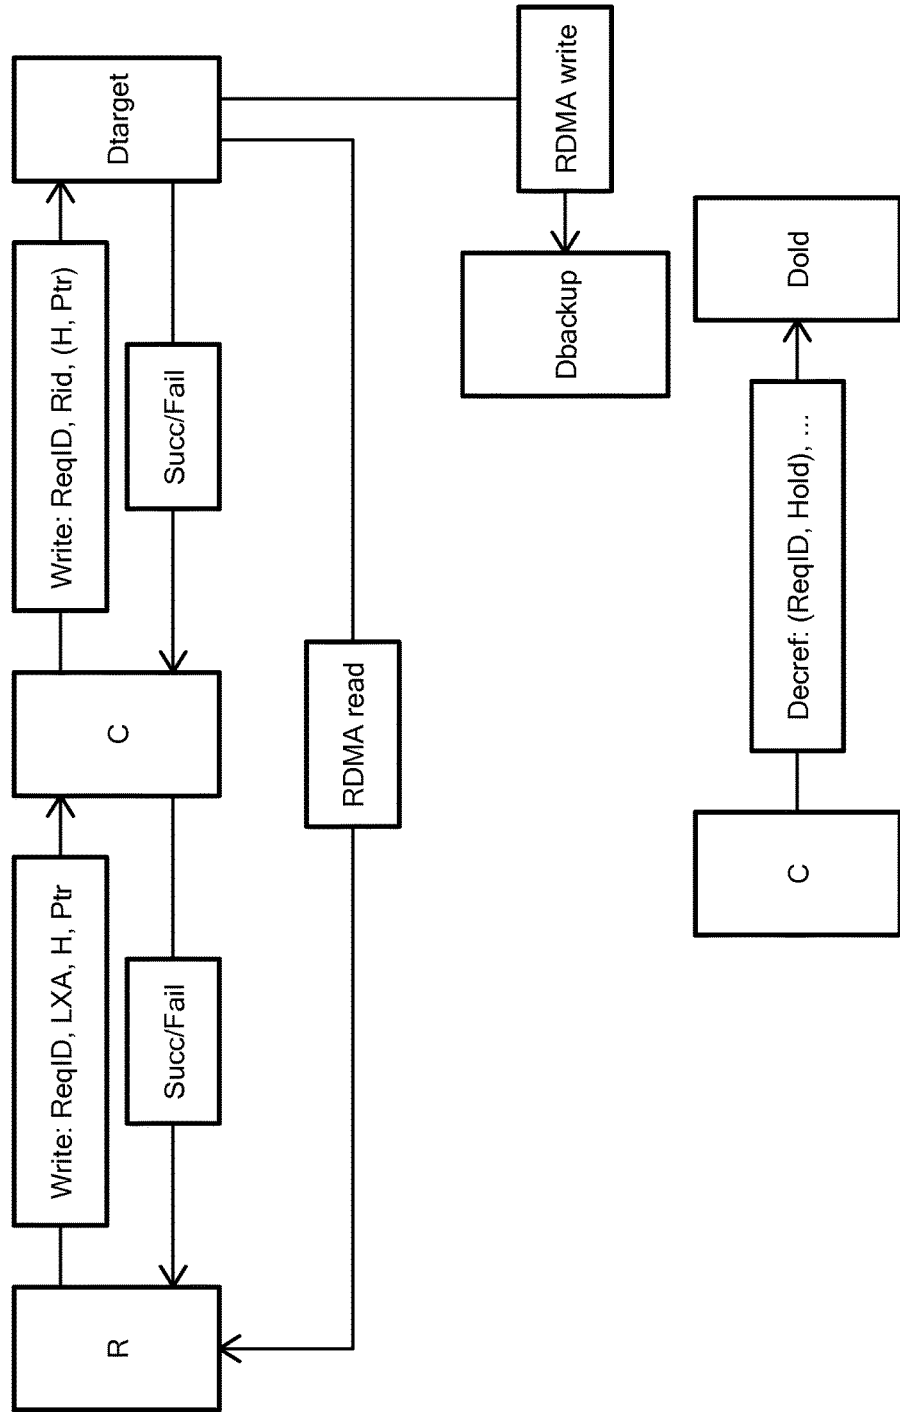 R
Write: ReqID, LXA, H, Ptr
C
Write: ReqID, Rid, (H, Ptr)
Dtarget
Succ/Fail
Succ/Fail
RDMA read
RDMA write
Dbackup
C
Decref: (ReqID, Hold), ...
Dold